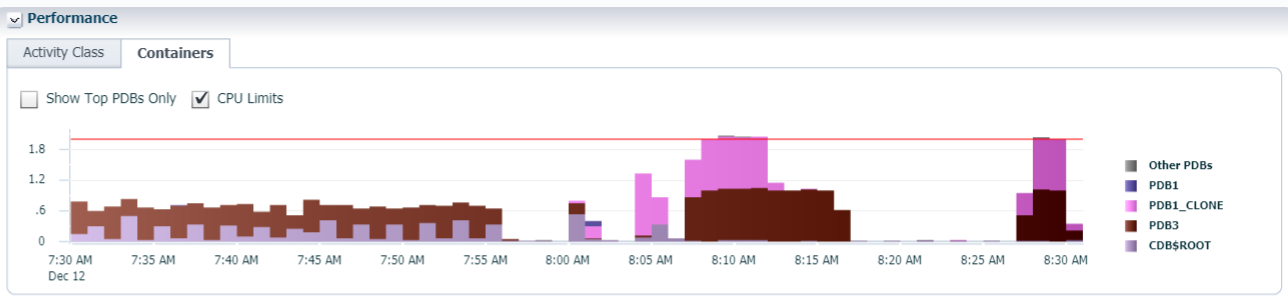 Performance
Activity Class Containers
Show Top PDBs Only CPU Limits
1.8
1.2
.6
0
7:30 AM 7:35 AM 7:40 AM 7:45 AM 7:50 AM 7:55 AM 8:00 AM 8:05 AM 8:10 AM 8:15 AM 8:20 AM 8:25 AM 8:30 AM
Dec 12
Other PDBs
PDB1
PDB1_CLONE
PDB3
CDB$ROOT